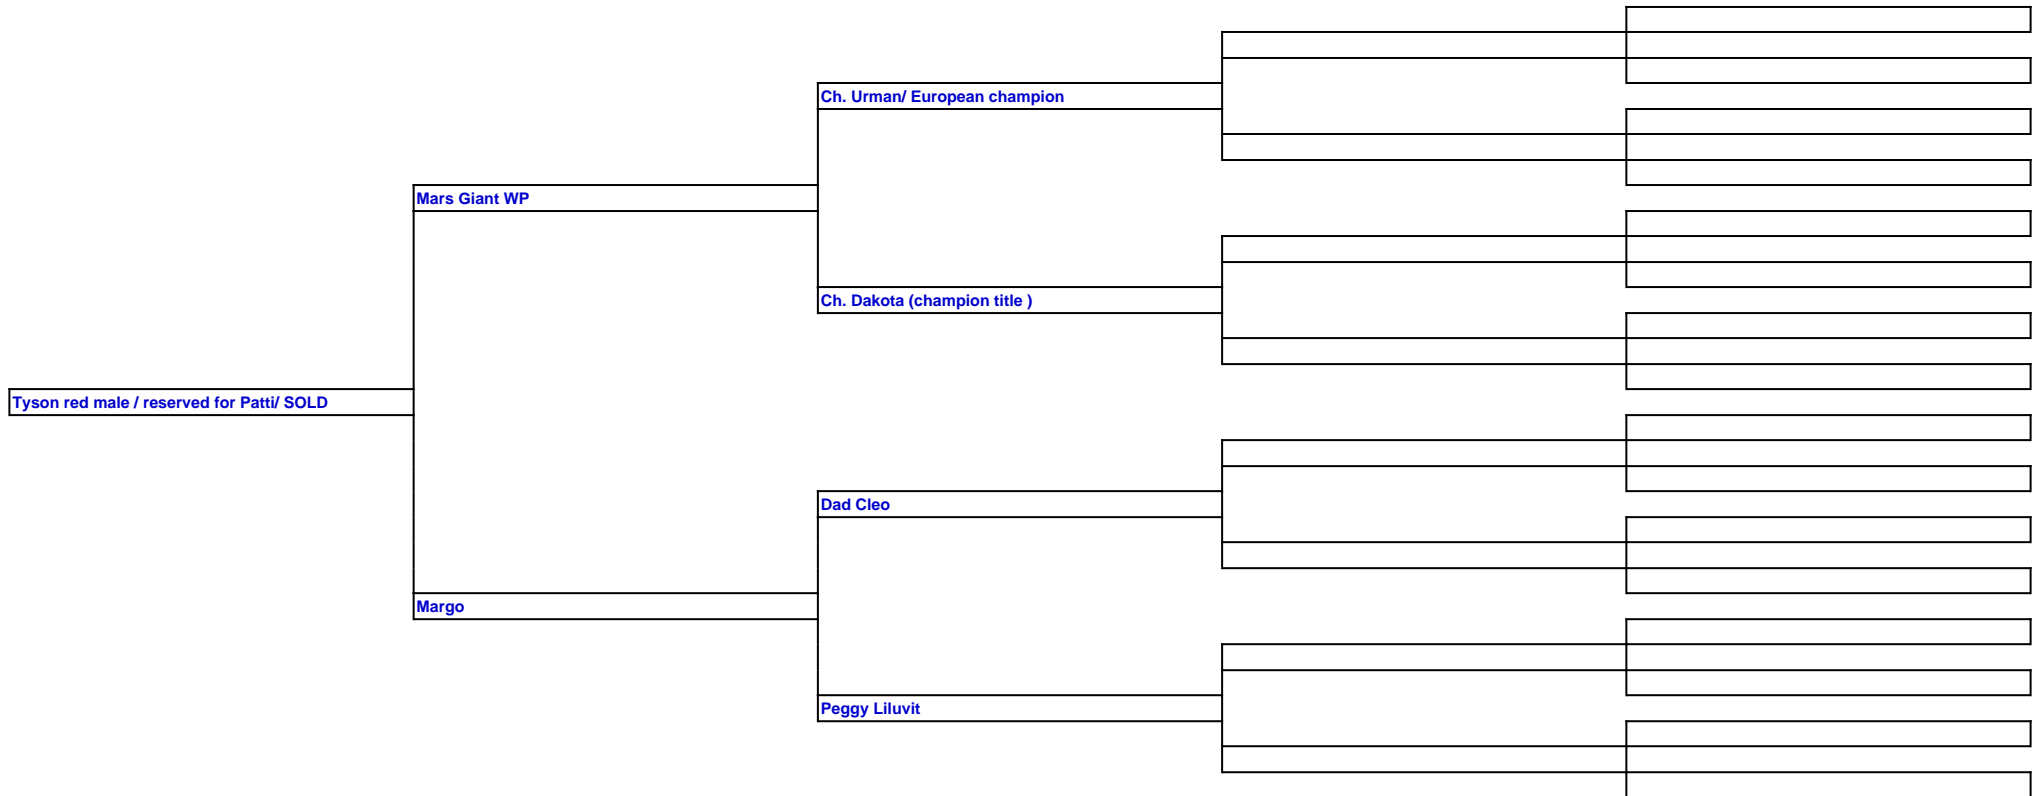 Ch. Urman/ European champion
Mars Giant WP
Ch. Dakota (champion title )
Tyson red male / reserved for Patti/ SOLD
Dad Cleo
Margo
Peggy Liluvit